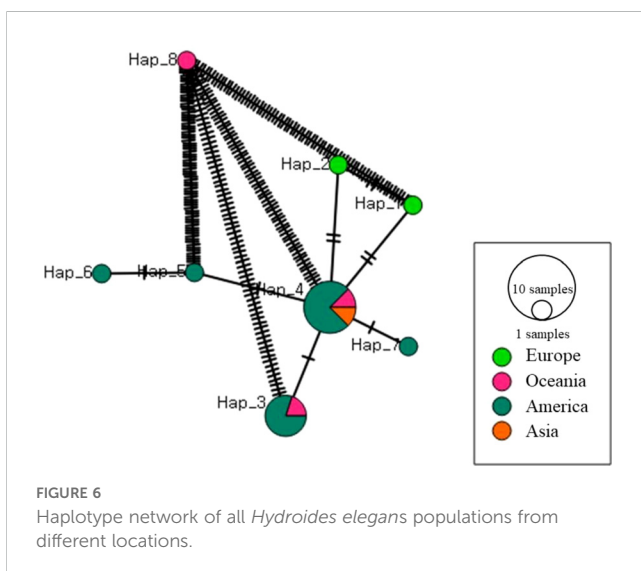 Hap_8
Hap_2
Hap_1
Hap_6
Hap_5
Hap_4
Hap_7
Hap_3
10 samples
1 samples
Europe
Oceania
America
Asia
FIGURE 6
Haplotype network of all Hydroides elegans populations from
different locations.